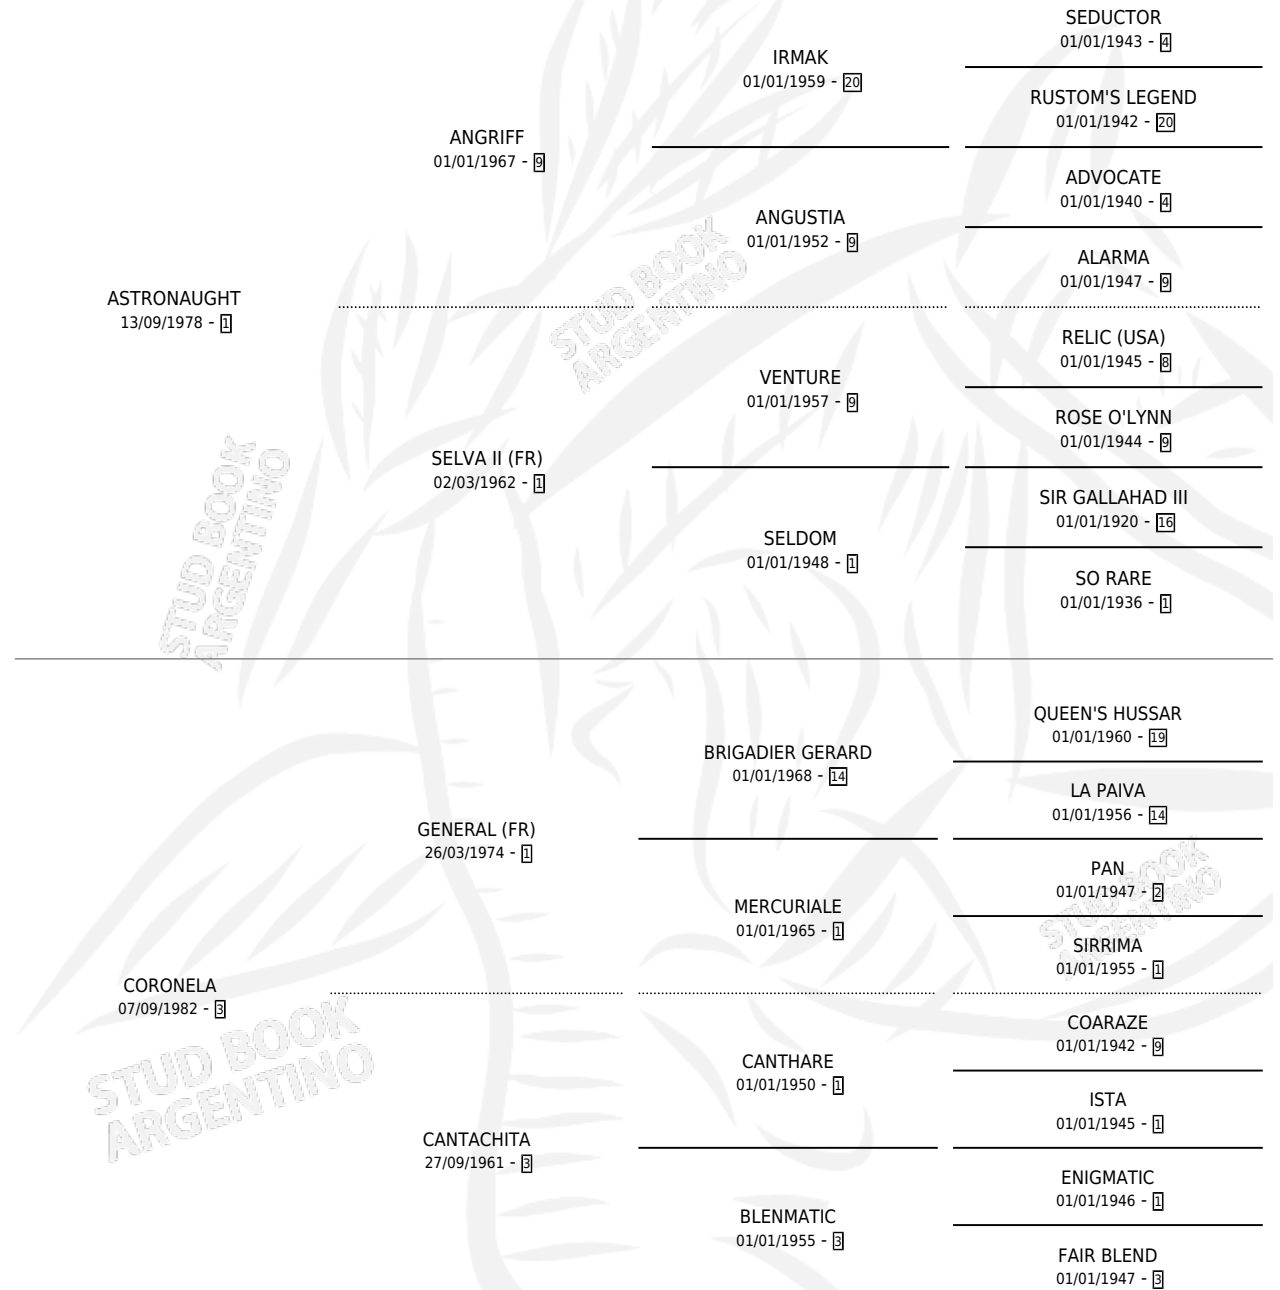 SEDUCTOR
01/01/1943 - 4
IRMAK
01/01/1959 - 20
RUSTOM'S LEGEND
01/01/1942 - 20
ANGRIFF
01/01/1967 - 9
ADVOCATE
01/01/1940 - 4
ANGUSTIA
01/01/1952 - 9
ALARMA
01/01/1947 - 9
ASTRONAUGHT
13/09/1978 - 1
STUD BOOK
ARGENTINO
RELIC (USA)
01/01/1945 - 8
VENTURE
01/01/1957 - 9
ROSE O'LYNN
01/01/1944 - 9
SELVA II (FR)
02/03/1962 - 1
SIR GALLAHAD III
01/01/1920 - 16
SELDOM
01/01/1948 - 1
SO RARE
01/01/1936 - 1
STUD BOOK
ARGENTINO
QUEEN'S HUSSAR
01/01/1960 - 19
BRIGADIER GERARD
01/01/1968 - 14
LA PAIVA
01/01/1956 - 14
GENERAL (FR)
26/03/1974 - 1
PAN
01/01/1947 - 2
MERCURIALE
01/01/1965 - 1
SIRRIMA
01/01/1955 - 1
STUD BOOK
ARGENTINO
CORONELA
07/09/1982 - 3
COARAZE
01/01/1942 - 9
CANTHARE
01/01/1950 - 1
ISTA
01/01/1945 - 1
STUD BOOK
ARGENTINO
CANTACHITA
27/09/1961 - 3
ENIGMATIC
01/01/1946 - 1
BLENMATIC
01/01/1955 - 3
FAIR BLEND
01/01/1947 - 3